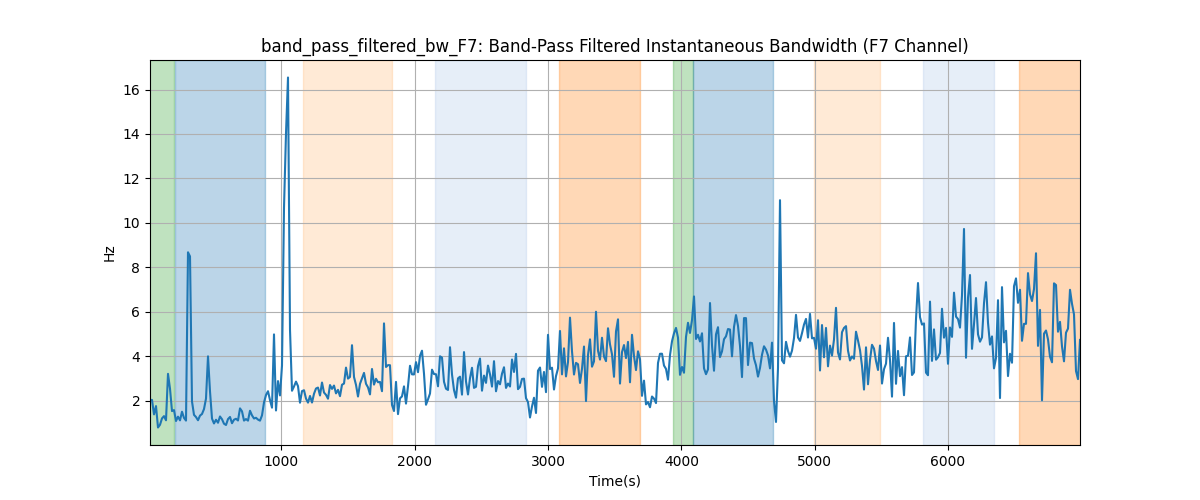 band_pass_filtered_bw_F7: Band-Pass Filtered Instantaneous Bandwidth (F7 Channel)
16
14
12
10
8
6
4
2
Hz
1000 2000 3000 4000 5000 6000
Time(s)